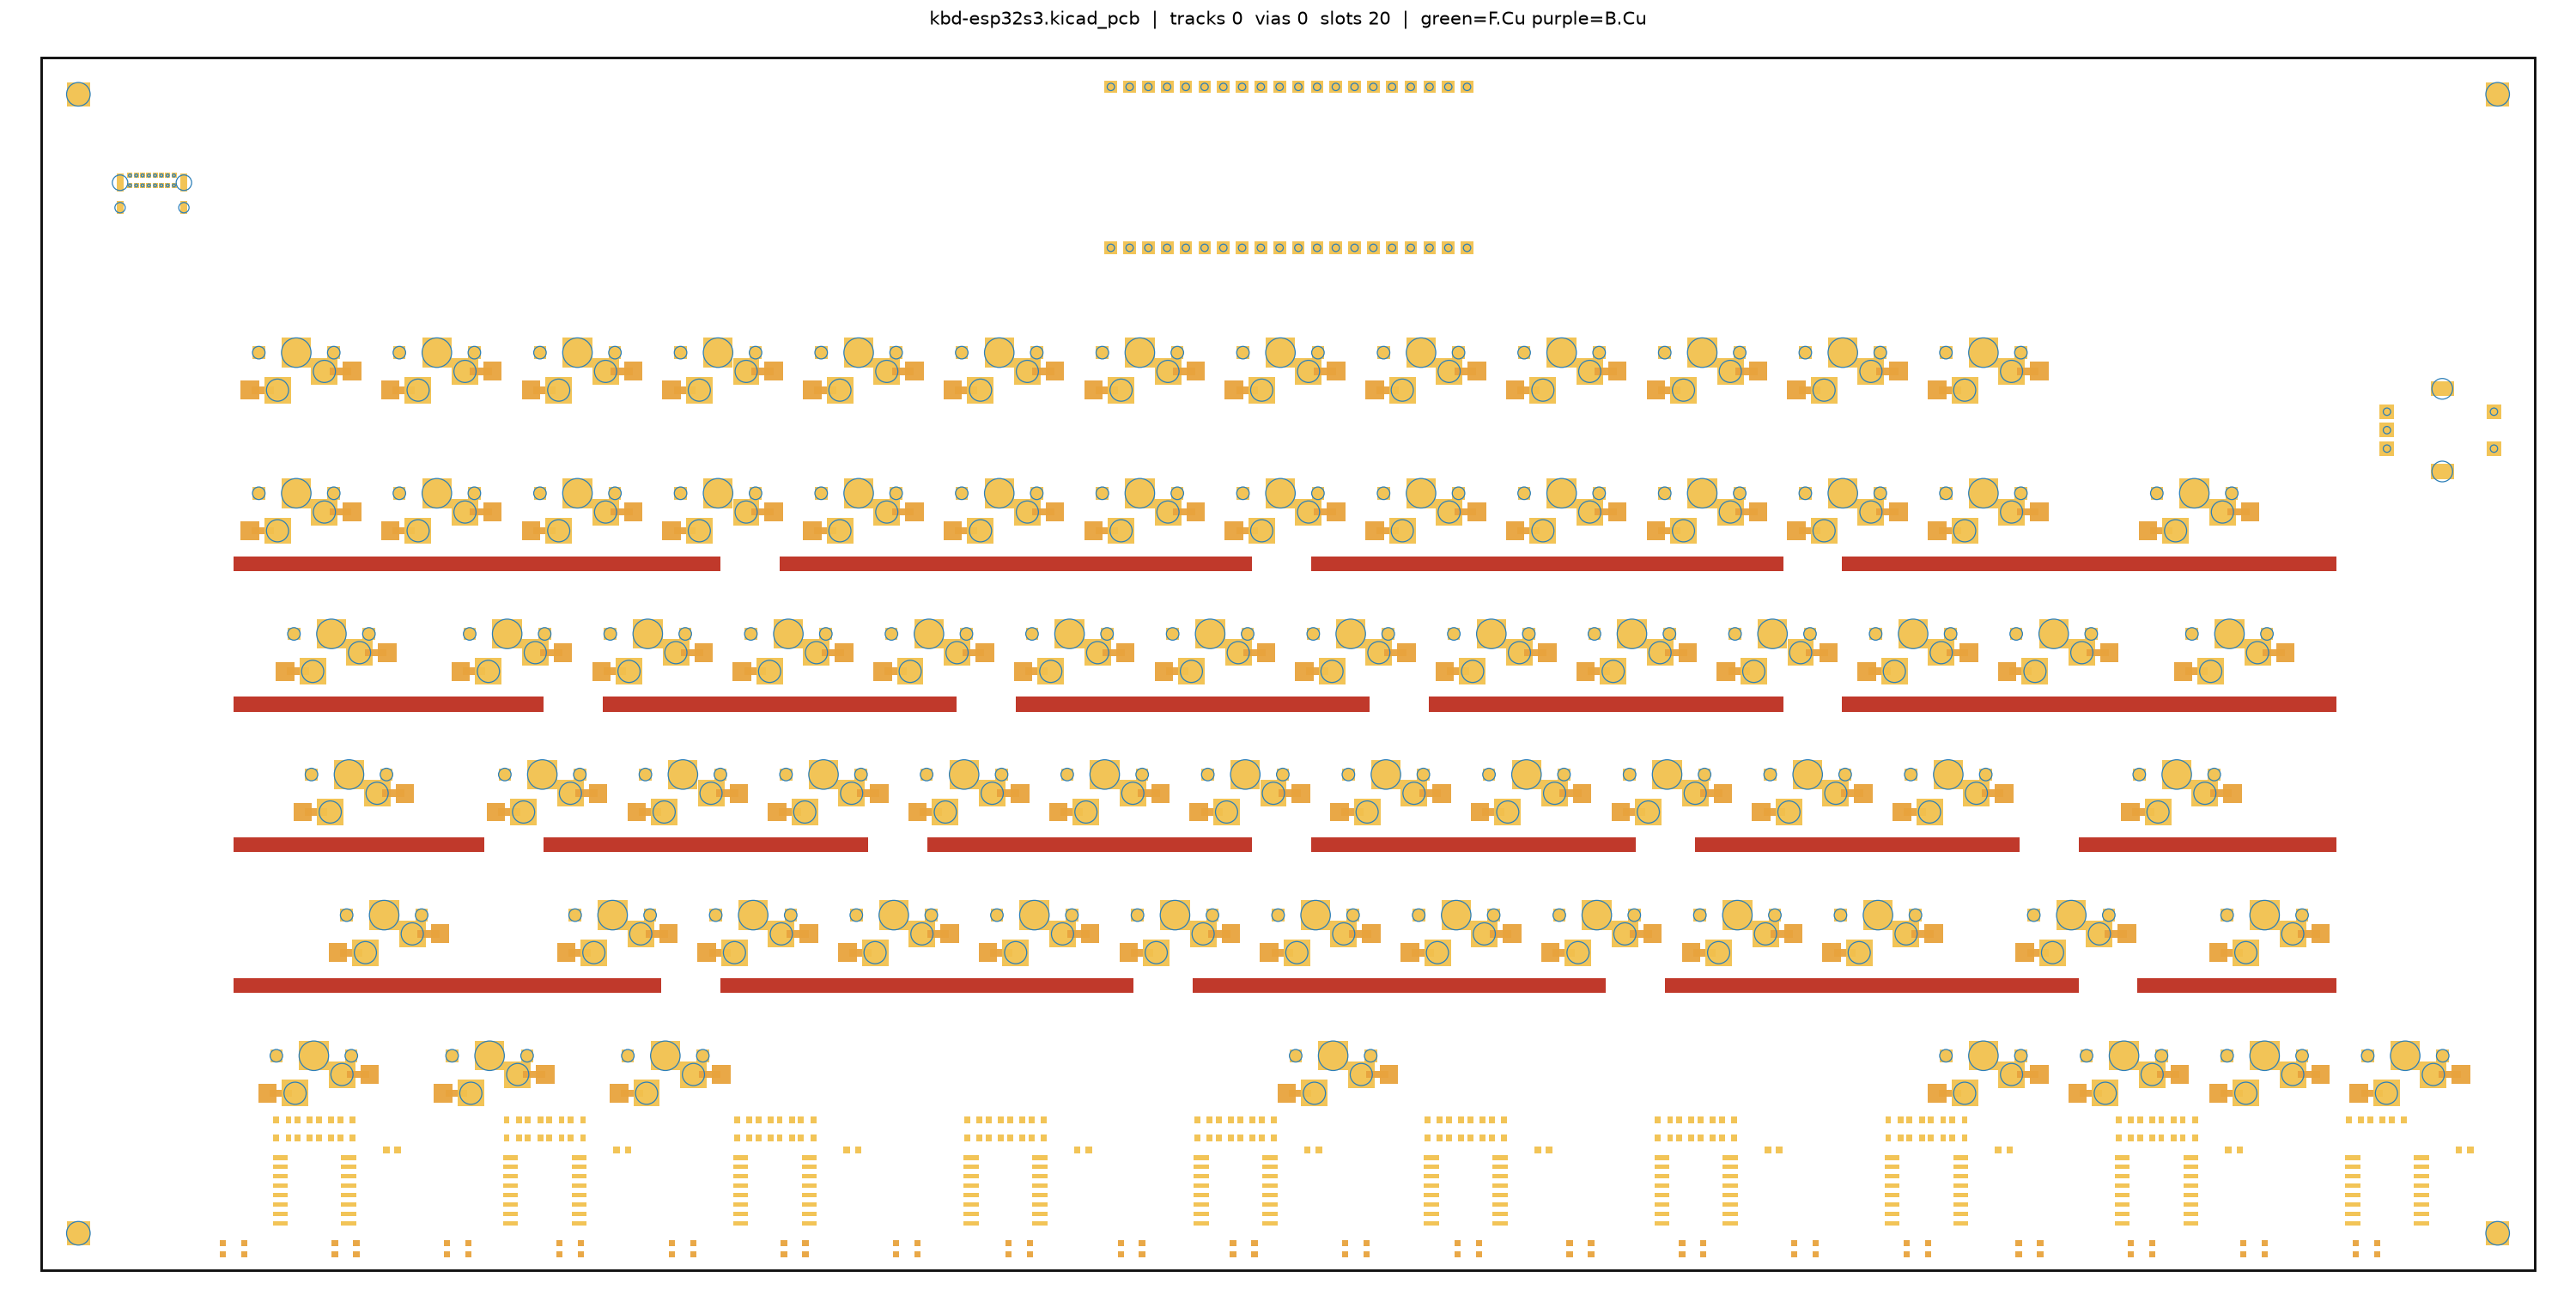 kbd-esp32s3.kicad_pcb | tracks 0 vias 0 slots 20 | green=F.Cu purple=B.Cu